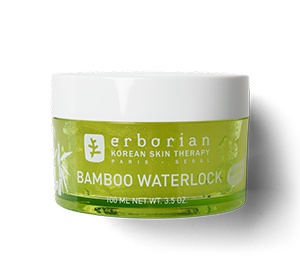 erborian
KOREAN SKIN THERAPY
PARIS - SEOUL
BAMBOO WATERLOCK
100 ML NET WT. 3.5 OZ.